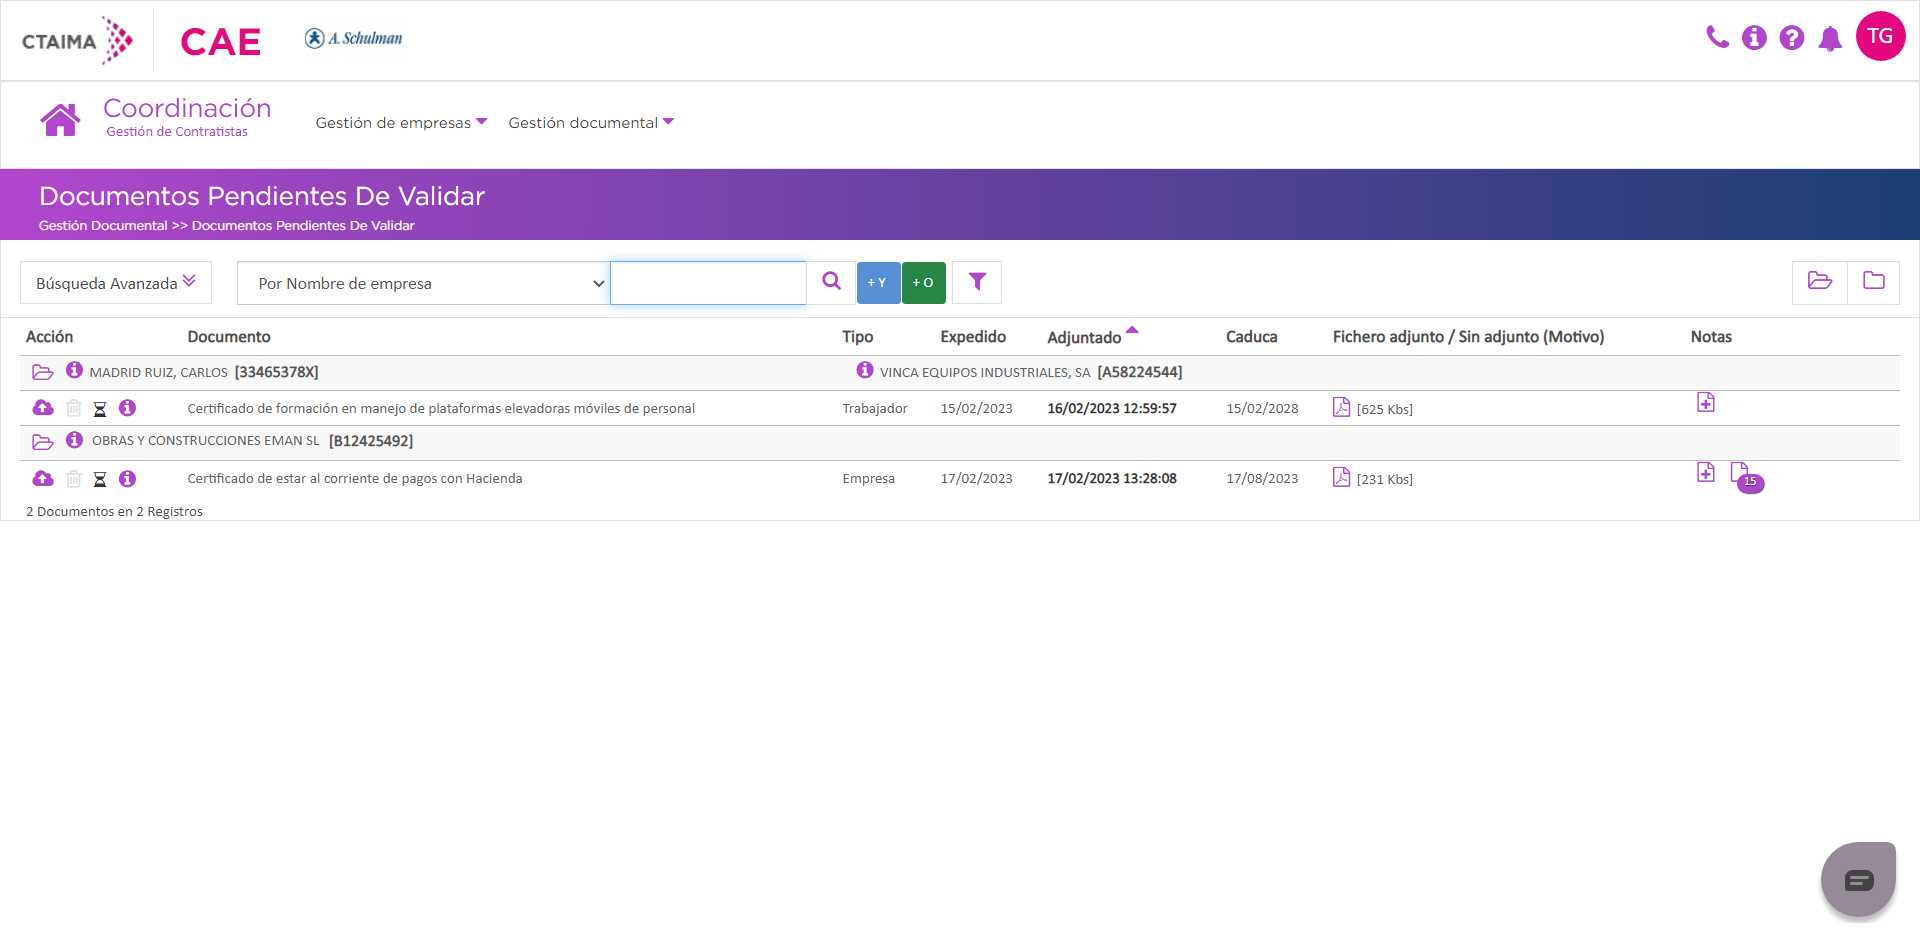 CTAIMA CAE A. Schulman TG
Coordinación
Gestión de Contratistas
Gestión de empresas Gestión documental
Documentos Pendientes De Validar
Gestión Documental >> Documentos Pendientes De Validar
Búsqueda Avanzada Por Nombre de empresa + Y + O
Acción Documento Tipo Expedido Adjuntado Caduca Fichero adjunto / Sin adjunto (Motivo) Notas
MADRID RUIZ, CARLOS [33465378X] VINCA EQUIPOS INDUSTRIALES, SA [A58224544]
Certificado de formación en manejo de plataformas elevadoras móviles de personal Trabajador 15/02/2023 16/02/2023 12:59:57 15/02/2028 [625 Kbs]
OBRAS Y CONSTRUCCIONES EMAN SL [B12425492]
Certificado de estar al corriente de pagos con Hacienda Empresa 17/02/2023 17/02/2023 13:28:08 17/08/2023 [231 Kbs] 15
2 Documentos en 2 Registros